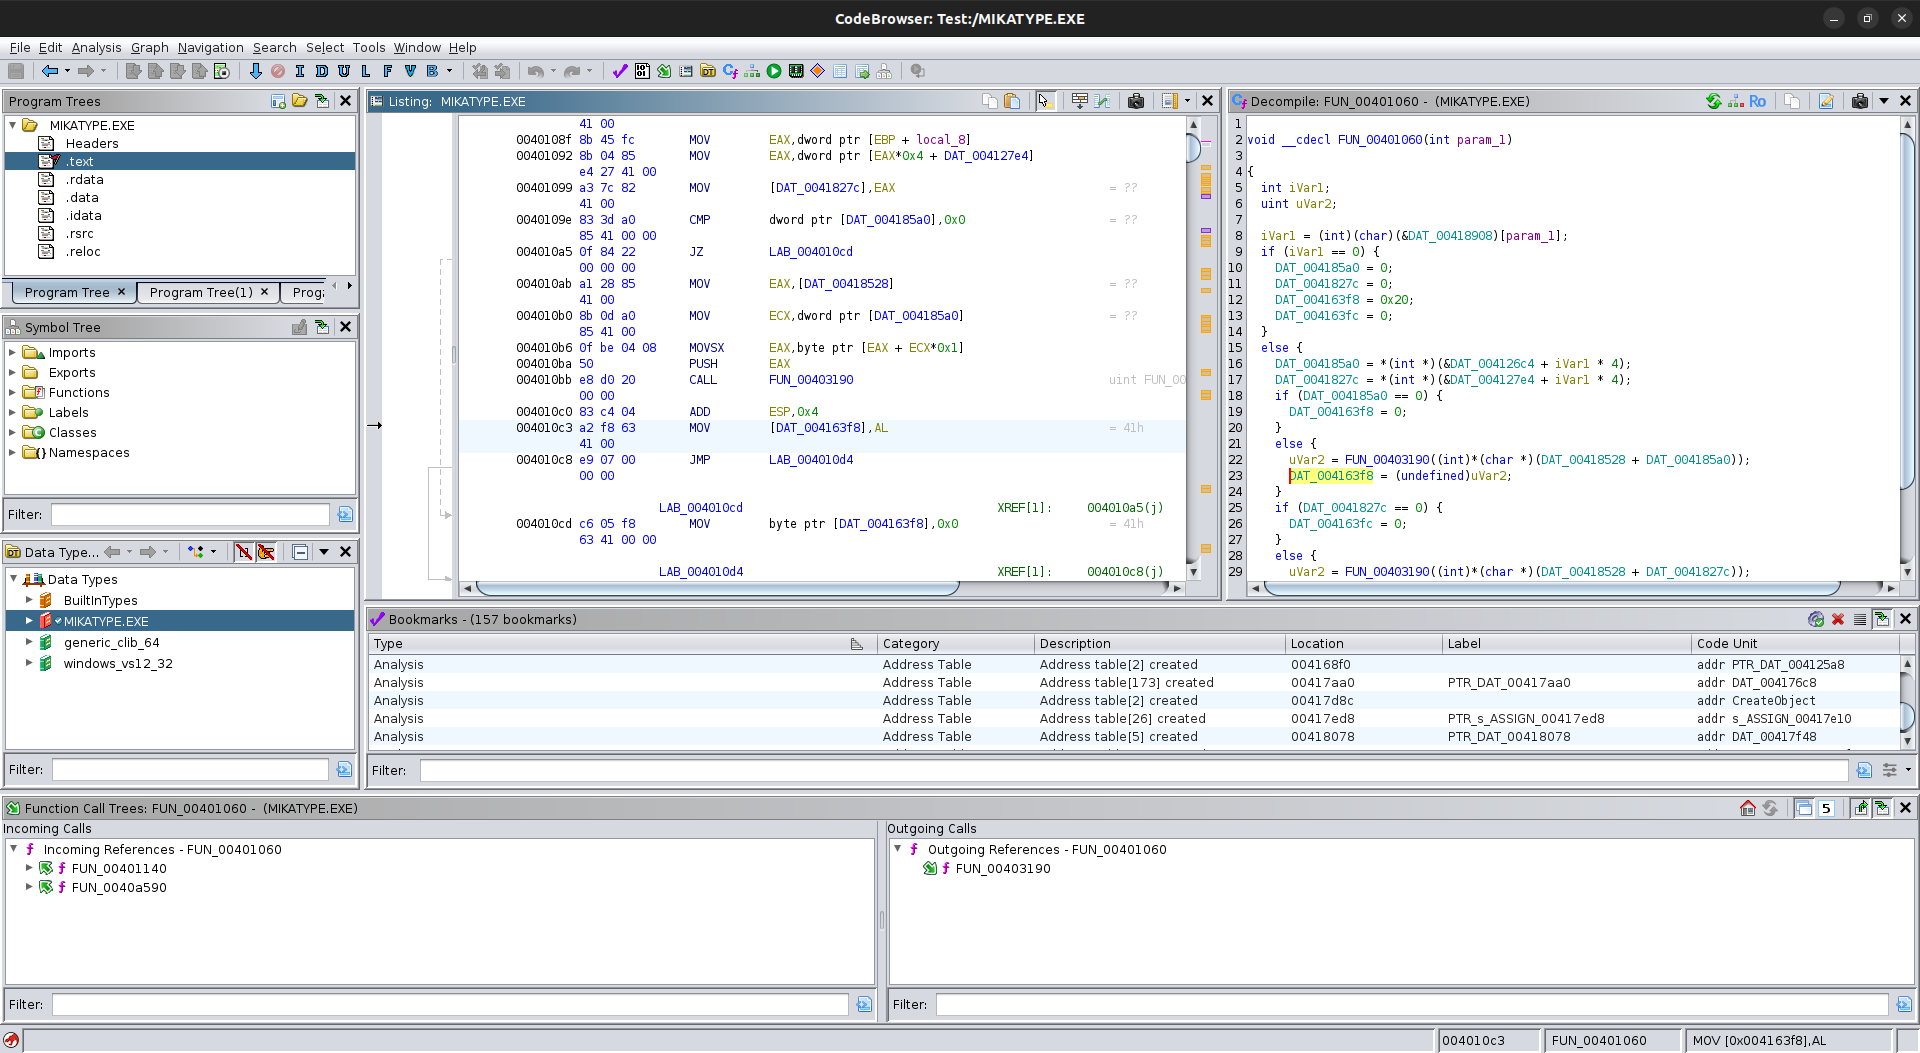 CodeBrowser: Test:/MIKATYPE.EXE
File Edit Analysis Graph Navigation Search Select Tools Window Help
I D U L F V B
Program Trees
MIKATYPE.EXE
Headers
.text
.rdata
.data
.idata
.rsrc
.reloc
Program Tree × Program Tree(1) × Prog
Symbol Tree
Imports
Exports
Functions
Labels
Classes
Namespaces
Filter:
Data Type...
Data Types
BuiltInTypes
MIKATYPE.EXE
generic_clib_64
windows_vs12_32
Filter:
Listing: MIKATYPE.EXE
41 00
0040108f 8b 45 fc MOV EAX,dword ptr [EBP + local_8]
00401092 8b 04 85 MOV EAX,dword ptr [EAX*0x4 + DAT_004127e4]
e4 27 41 00
00401099 a3 7c 82 MOV [DAT_0041827c],EAX = ??
41 00
0040109e 83 3d a0 CMP dword ptr [DAT_004185a0],0x0 = ??
85 41 00 00
004010a5 0f 84 22 JZ LAB_004010cd
00 00 00
004010ab a1 28 85 MOV EAX,[DAT_00418528] = ??
41 00
004010b0 8b 0d a0 MOV ECX,dword ptr [DAT_004185a0] = ??
85 41 00
004010b6 0f be 04 08 MOVSX EAX,byte ptr [EAX + ECX*0x1]
004010ba 50 PUSH EAX
004010bb e8 d0 20 CALL FUN_00403190 uint FUN_00
00 00
004010c0 83 c4 04 ADD ESP,0x4
004010c3 a2 f8 63 MOV [DAT_004163f8],AL = 41h
41 00
004010c8 e9 07 00 JMP LAB_004010d4
00 00
LAB_004010cd XREF[1]: 004010a5(j)
004010cd c6 05 f8 MOV byte ptr [DAT_004163f8],0x0 = 41h
63 41 00 00
LAB_004010d4 XREF[1]: 004010c8(j)
Decompile: FUN_00401060 - (MIKATYPE.EXE)
Ro
1
2 void __cdecl FUN_00401060(int param_1)
3
4 {
5 int iVar1;
6 uint uVar2;
7
8 iVar1 = (int)(char)(&DAT_00418908)[param_1];
9 if (iVar1 == 0) {
10 DAT_004185a0 = 0;
11 DAT_0041827c = 0;
12 DAT_004163f8 = 0x20;
13 DAT_004163fc = 0;
14 }
15 else {
16 DAT_004185a0 = *(int *)(&DAT_004126c4 + iVar1 * 4);
17 DAT_0041827c = *(int *)(&DAT_004127e4 + iVar1 * 4);
18 if (DAT_004185a0 == 0) {
19 DAT_004163f8 = 0;
20 }
21 else {
22 uVar2 = FUN_00403190((int)*(char *)(DAT_00418528 + DAT_004185a0));
23 DAT_004163f8 = (undefined)uVar2;
24 }
25 if (DAT_0041827c == 0) {
26 DAT_004163fc = 0;
27 }
28 else {
29 uVar2 = FUN_00403190((int)*(char *)(DAT_00418528 + DAT_0041827c));
Bookmarks - (157 bookmarks)
Type Category Description Location Label Code Unit
Analysis Address Table Address table[2] created 004168f0 addr PTR_DAT_004125a8
Analysis Address Table Address table[173] created 00417aa0 PTR_DAT_00417aa0 addr DAT_004176c8
Analysis Address Table Address table[2] created 00417d8c addr CreateObject
Analysis Address Table Address table[26] created 00417ed8 PTR_s_ASSIGN_00417ed8 addr s_ASSIGN_00417e10
Analysis Address Table Address table[5] created 00418078 PTR_DAT_00418078 addr DAT_00417f48
Filter:
Function Call Trees: FUN_00401060 - (MIKATYPE.EXE)
5
Incoming Calls
Incoming References - FUN_00401060
FUN_00401140
FUN_0040a590
Filter:
Outgoing Calls
Outgoing References - FUN_00401060
FUN_00403190
Filter:
004010c3 FUN_00401060 MOV [0x004163f8],AL